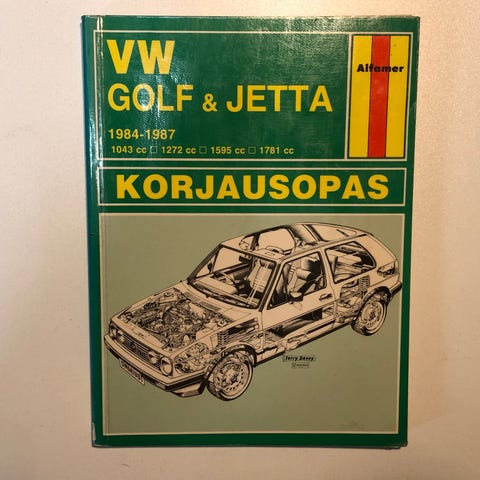 VW
GOLF & JETTA
Alfamer
1984-1987
1043 cc □ 1272 cc □ 1595 cc □ 1781 cc
KORJAUSOPAS
Terry Davey